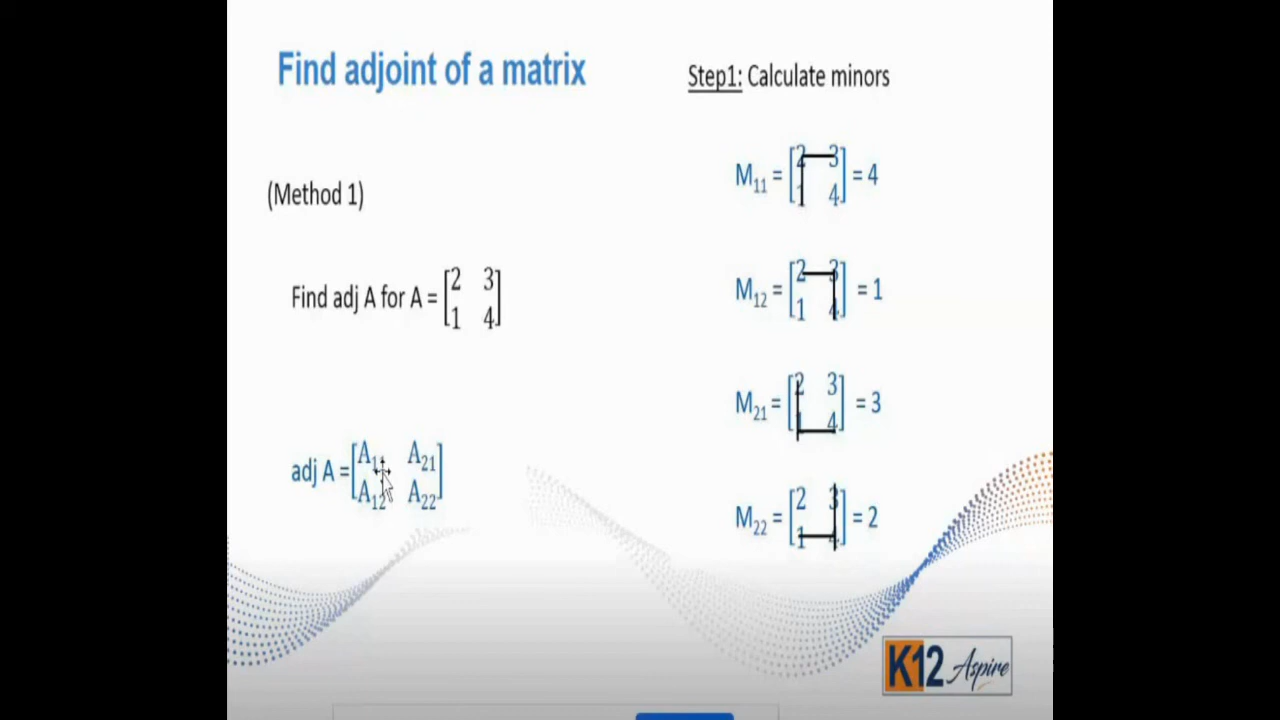 Find adjoint of a matrix
(Method 1)
Find adj A for A = [2 3
1 4]
adj A = [A₁₁ A₂₁
A₁₂ A₂₂]
Step1: Calculate minors
M₁₁ = [2 3
1 4] = 4
M₁₂ = [2 3
1 4] = 1
M₂₁ = [2 3
1 4] = 3
M₂₂ = [2 3
1 4] = 2
K12 Aspire